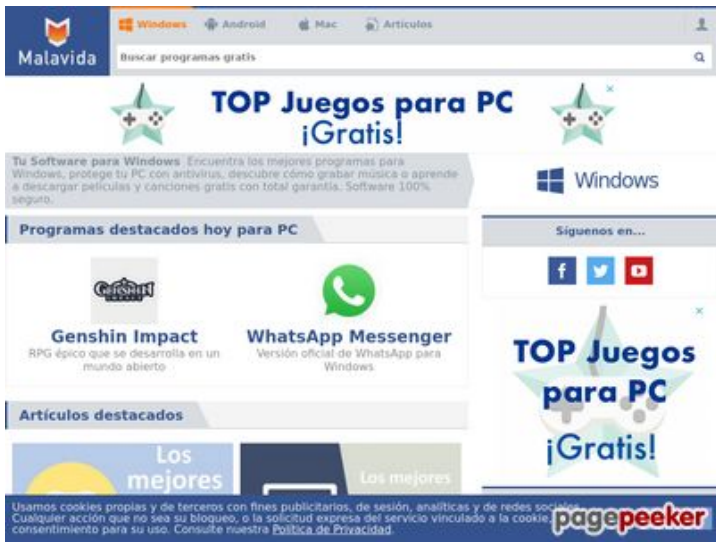 Windows
Android
Mac
Artículos
Malavida
Buscar programas gratis
TOP Juegos para PC
¡Gratis!
Tu Software para Windows Encuentra los mejores programas para
Windows, protege tu PC con antivirus, descubre cómo grabar música o aprende
a descargar películas y canciones gratis con total garantía. Software 100%
seguro.
Windows
Programas destacados hoy para PC
Síguenos en...
GENSHIN
IMPACT
Genshin Impact
RPG épico que se desarrolla en un
mundo abierto
WhatsApp Messenger
Versión oficial de WhatsApp para
Windows
TOP Juegos
para PC
¡Gratis!
Artículos destacados
Los
mejores
Los mejores
Usamos cookies propias y de terceros con fines publicitarios, de sesión, analíticas y de redes sociales.
Cualquier acción que no sea su bloqueo, o la solicitud expresa del servicio vinculado a la cookie,
consentimiento para su uso. Consulte nuestra Política de Privacidad.
pagepeeker